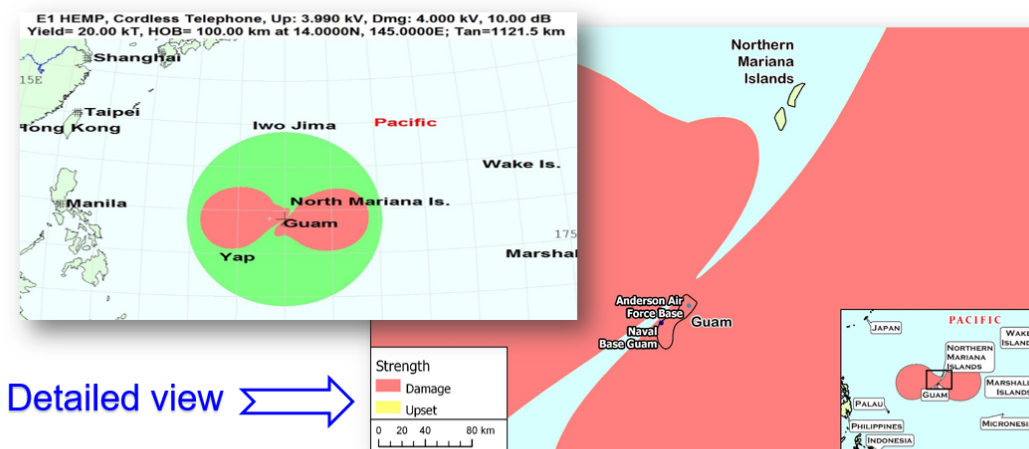 E1 HEMP, Cordless Telephone, Up: 3.990 kV, Dmg: 4.000 kV, 10.00 dB
Yield= 20.00 kT, HOB= 100.00 km at 14.0000N, 145.0000E; Tan=1121.5 km
Shanghai
15E
Taipei
Hong Kong
Iwo Jima
Pacific
Wake Is.
Manila
North Mariana Is.
Guam
175
Yap
Marshal
Northern
Mariana
Islands
Anderson Air
Force Base
Guam
Naval
Base Guam
Detailed view
Strength
Damage
Upset
0 20 40 80 km
PACIFIC
JAPAN
WAKE
ISLAND
NORTHERN
MARIANA
ISLANDS
MARSHALL
ISLANDS
GUAM
PALAU
MICRONESI
PHILIPPINES
INDONESIA